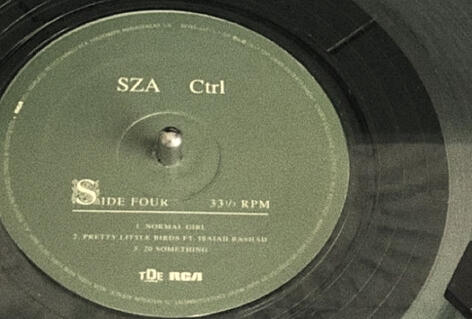 SZA Ctrl
SIDE FOUR 33⅓ RPM
1. NORMAL GIRL
2. PRETTY LITTLE BIRDS FT. ISAIAH RASHAD
3. 20 SOMETHING
TDE RCA